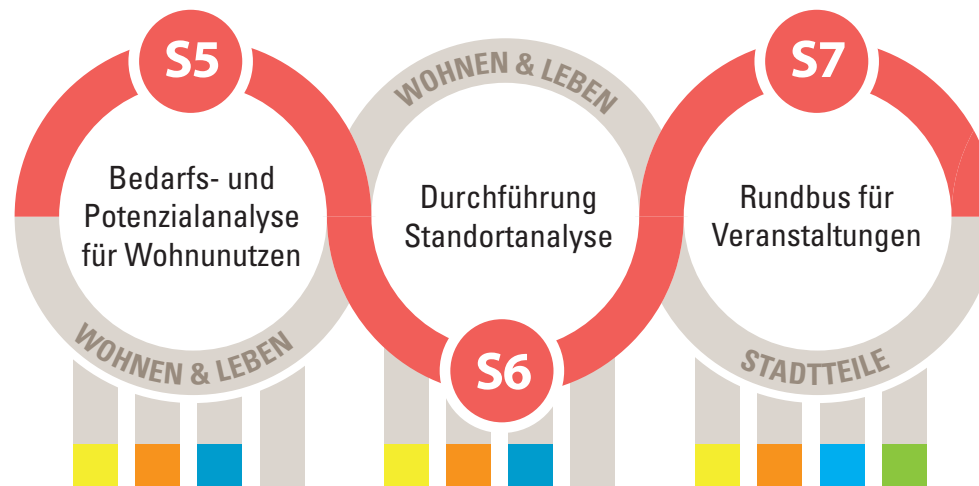 S5
Bedarfs- und
Potenzialanalyse
für Wohnunutzen
WOHNEN & LEBEN
WOHNEN & LEBEN
Durchführung
Standortanalyse
S6
S7
Rundbus für
Veranstaltungen
STADTTEILE